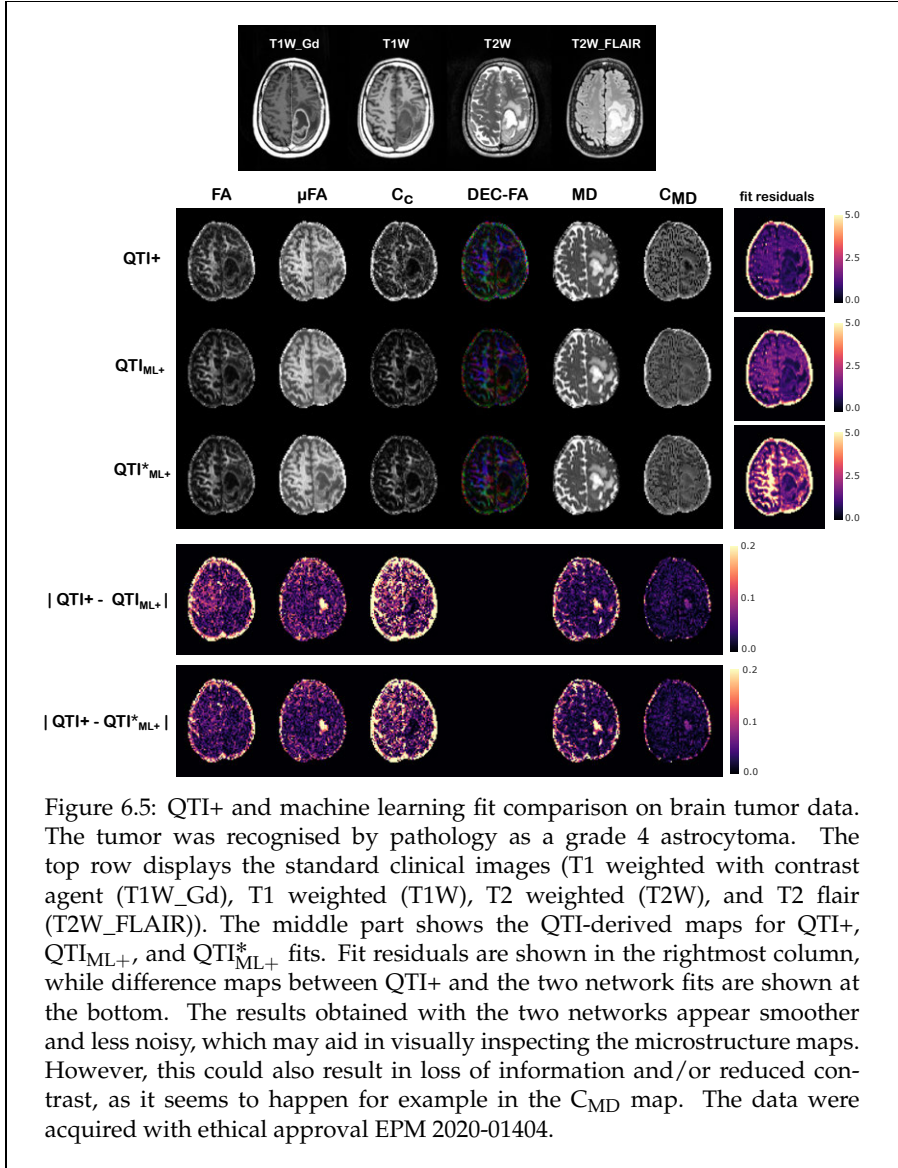 T1W_Gd T1W T2W T2W_FLAIR
FA µFA C_C DEC-FA MD C_MD fit residuals
QTI+
5.0
2.5
0.0
QTI_ML+
5.0
2.5
0.0
QTI*_ML+
5.0
2.5
0.0
| QTI+ - QTI_ML+ |
0.2
0.1
0.0
| QTI+ - QTI*_ML+ |
0.2
0.1
0.0
Figure 6.5: QTI+ and machine learning fit comparison on brain tumor data.
The tumor was recognised by pathology as a grade 4 astrocytoma. The
top row displays the standard clinical images (T1 weighted with contrast
agent (T1W_Gd), T1 weighted (T1W), T2 weighted (T2W), and T2 flair
(T2W_FLAIR)). The middle part shows the QTI-derived maps for QTI+,
QTI_ML+, and QTI*_ML+ fits. Fit residuals are shown in the rightmost column,
while difference maps between QTI+ and the two network fits are shown at
the bottom. The results obtained with the two networks appear smoother
and less noisy, which may aid in visually inspecting the microstructure maps.
However, this could also result in loss of information and/or reduced con-
trast, as it seems to happen for example in the C_MD map. The data were
acquired with ethical approval EPM 2020-01404.